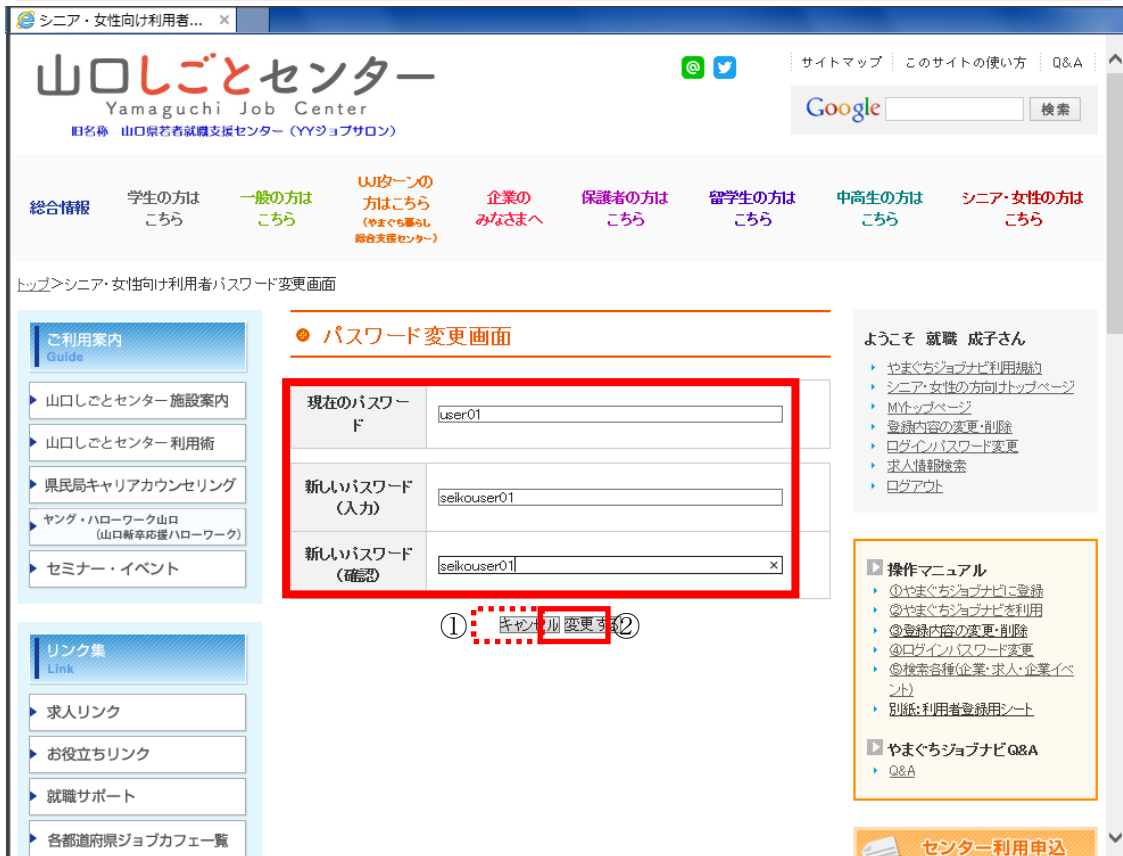 シニア・女性向け利用者... ×
山口しごとセンター
Yamaguchi Job Center
旧名称 山口県若者就職支援センター（YYジョブサロン）
サイトマップ このサイトの使い方 Q&A
Google 検索
総合情報
学生の方は
こちら
一般の方は
こちら
UJIターンの
方はこちら
（やまぐち暮らし
総合支援センター）
企業の
みなさまへ
保護者の方は
こちら
留学生の方は
こちら
中高生の方は
こちら
シニア・女性の方は
こちら
トップ>シニア・女性向け利用者パスワード変更画面
ご利用案内
Guide
山口しごとセンター 施設案内
山口しごとセンター 利用術
県民局キャリアカウンセリング
ヤング・ハローワーク山口
（山口新卒応援ハローワーク）
セミナー・イベント
リンク集
Link
求人リンク
お役立ちリンク
就職サポート
各都道府県ジョブカフェ一覧
パスワード変更画面
現在のパスワー
ド
user01
新しいパスワード
（入力）
seikouser01
新しいパスワード
（確認）
seikouser01 ×
① キャンセル 変更する ②
ようこそ 就職 成子さん
やまぐちジョブナビ利用規約
シニア・女性の方向けトップページ
MYトップページ
登録内容の変更・削除
ログインパスワード変更
求人情報検索
ログアウト
操作マニュアル
①やまぐちジョブナビに登録
②やまぐちジョブナビを利用
③登録内容の変更・削除
④ログインパスワード変更
⑤検索各種(企業・求人・企業イベ
ント)
別紙:利用者登録用シート
やまぐちジョブナビQ&A
Q&A
センター利用申込